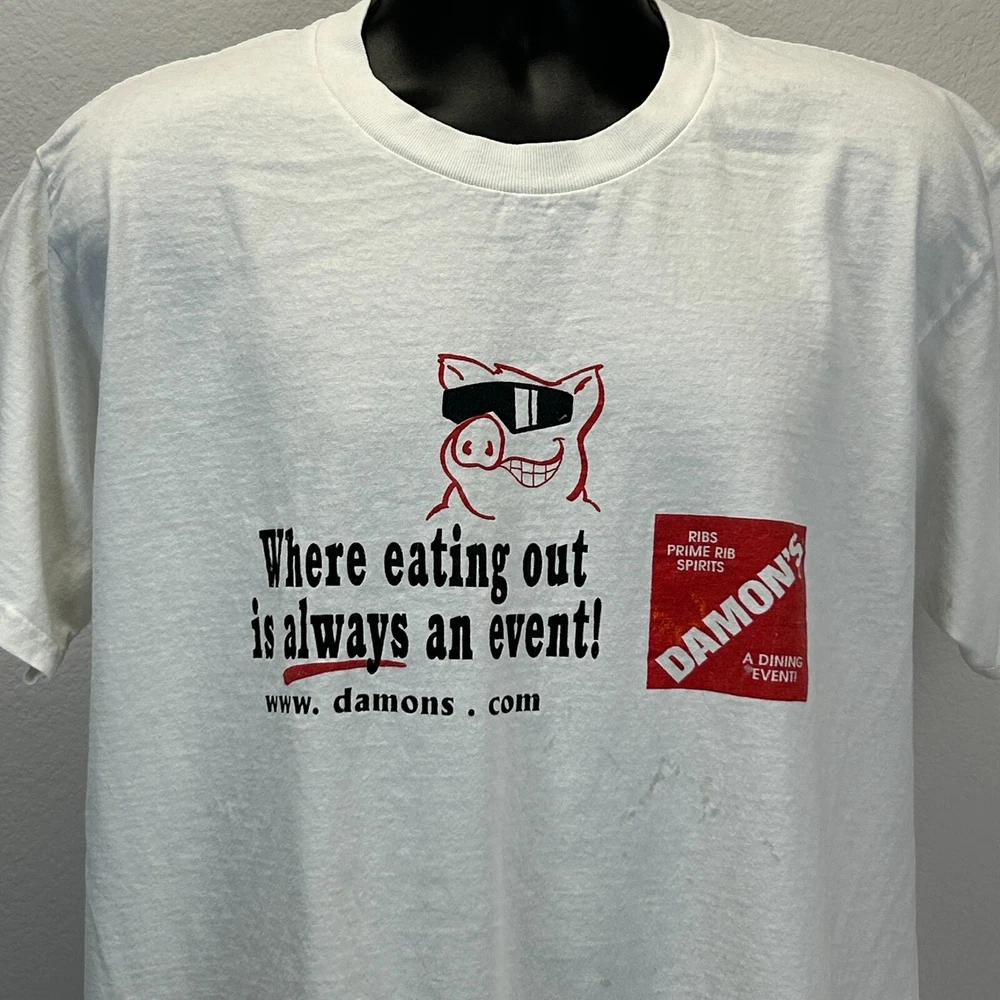 Where eating out
is always an event!
www. damons . com
RIBS
PRIME RIB
SPIRITS
DAMON'S
A DINING
EVENT!